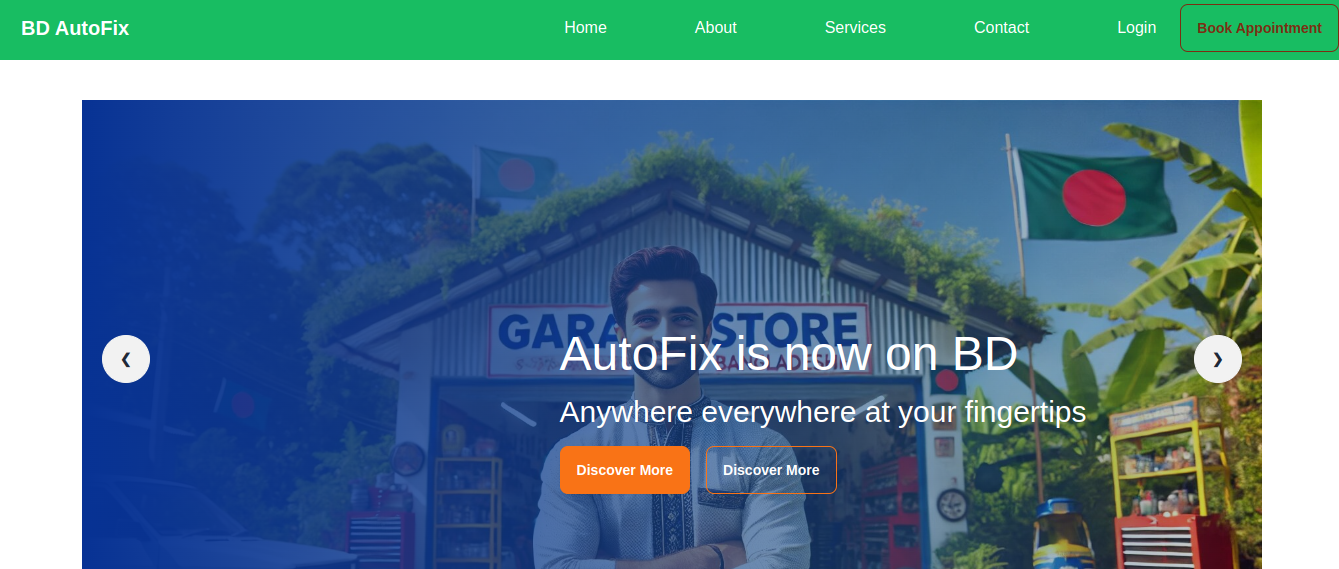 BD AutoFix
Home
About
Services
Contact
Login
Book Appointment
GARA STORE
BANGLADESH
AutoFix is now on BD
Anywhere everywhere at your fingertips
Discover More
Discover More